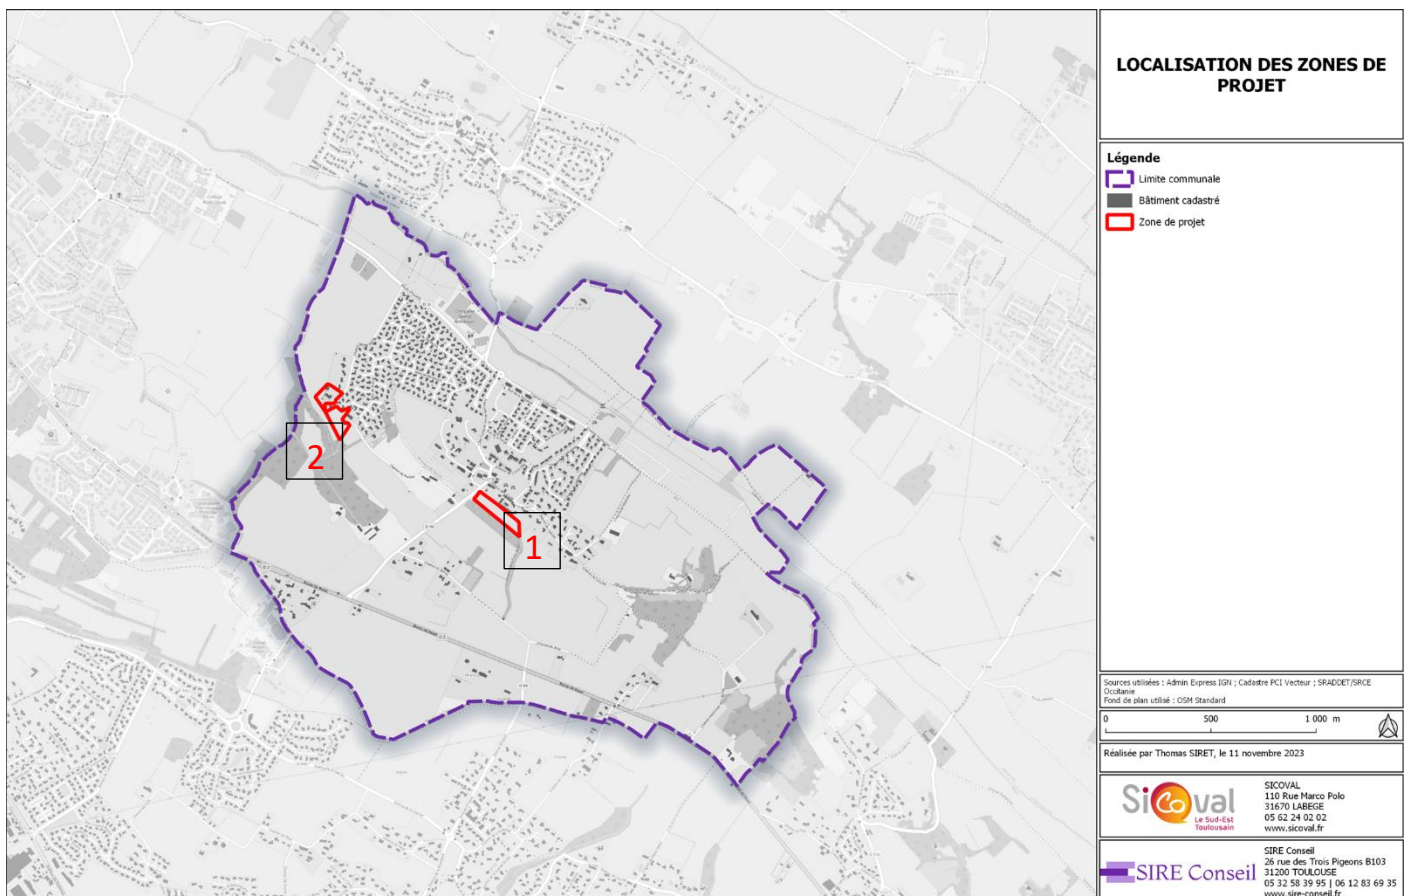 LOCALISATION DES ZONES DE
PROJET
Légende
Limite communale
Bâtiment cadastré
Zone de projet
2
1
Sources utilisées : Admin Express IGN ; Cadastre PCI Vecteur ; SRADDET/SRCE
Occitanie
Fond de plan utilisé : OSM Standard
0 500 1 000 m
Réalisée par Thomas SIRET, le 11 novembre 2023
Sicoval
Le Sud-Est
Toulousain
SICOVAL
110 Rue Marco Polo
31670 LABEGE
05 62 24 02 02
www.sicoval.fr
SIRE Conseil
SIRE Conseil
26 rue des Trois Pigeons B103
31200 TOULOUSE
05 32 58 39 95 | 06 12 83 69 35
www.sire-conseil.fr